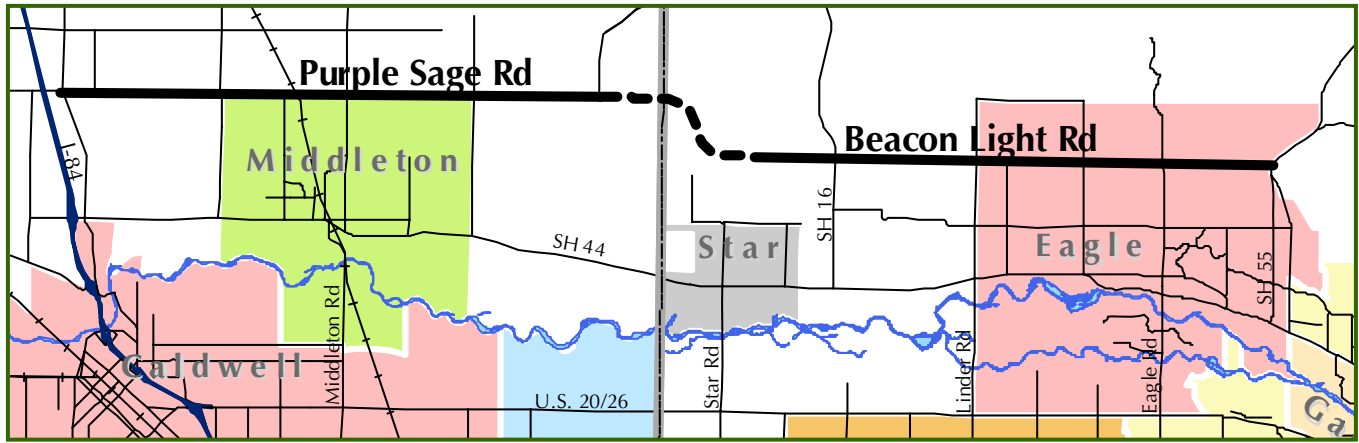 Purple Sage Rd
Beacon Light Rd
I-84
Middleton
SH 16
SH 44
Star
Eagle
SH 55
Middleton Rd
Caldwell
Star Rd
Linder Rd
Eagle Rd
U.S. 20/26
Ga